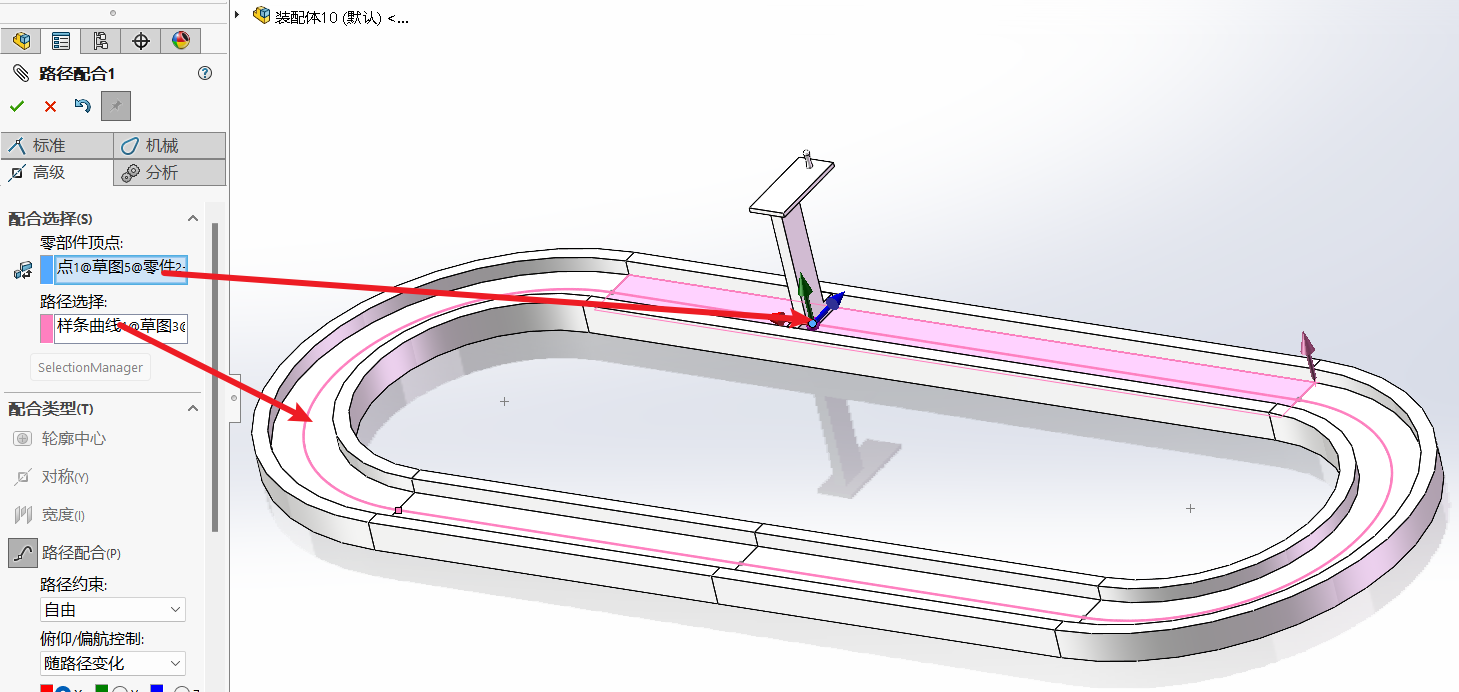 装配体10 (默认) <...
路径配合1
标准
机械
高级
分析
配合选择(S)
零部件顶点:
点1@草图5@零件2-
路径选择:
样条曲线1@草图3@
SelectionManager
配合类型(T)
轮廓中心
对称(Y)
宽度(I)
路径配合(P)
路径约束:
自由
俯仰/偏航控制:
随路径变化